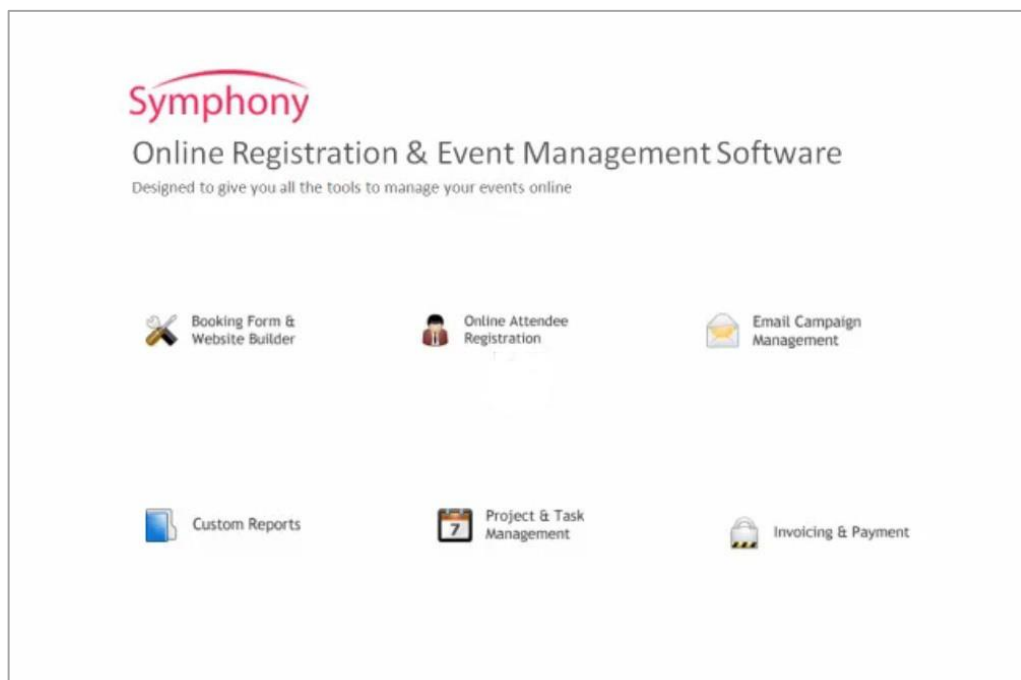 Symphony
Online Registration & Event Management Software
Designed to give you all the tools to manage your events online
Booking Form &
Website Builder
Online Attendee
Registration
Email Campaign
Management
Custom Reports
7
Project & Task
Management
Invoicing & Payment